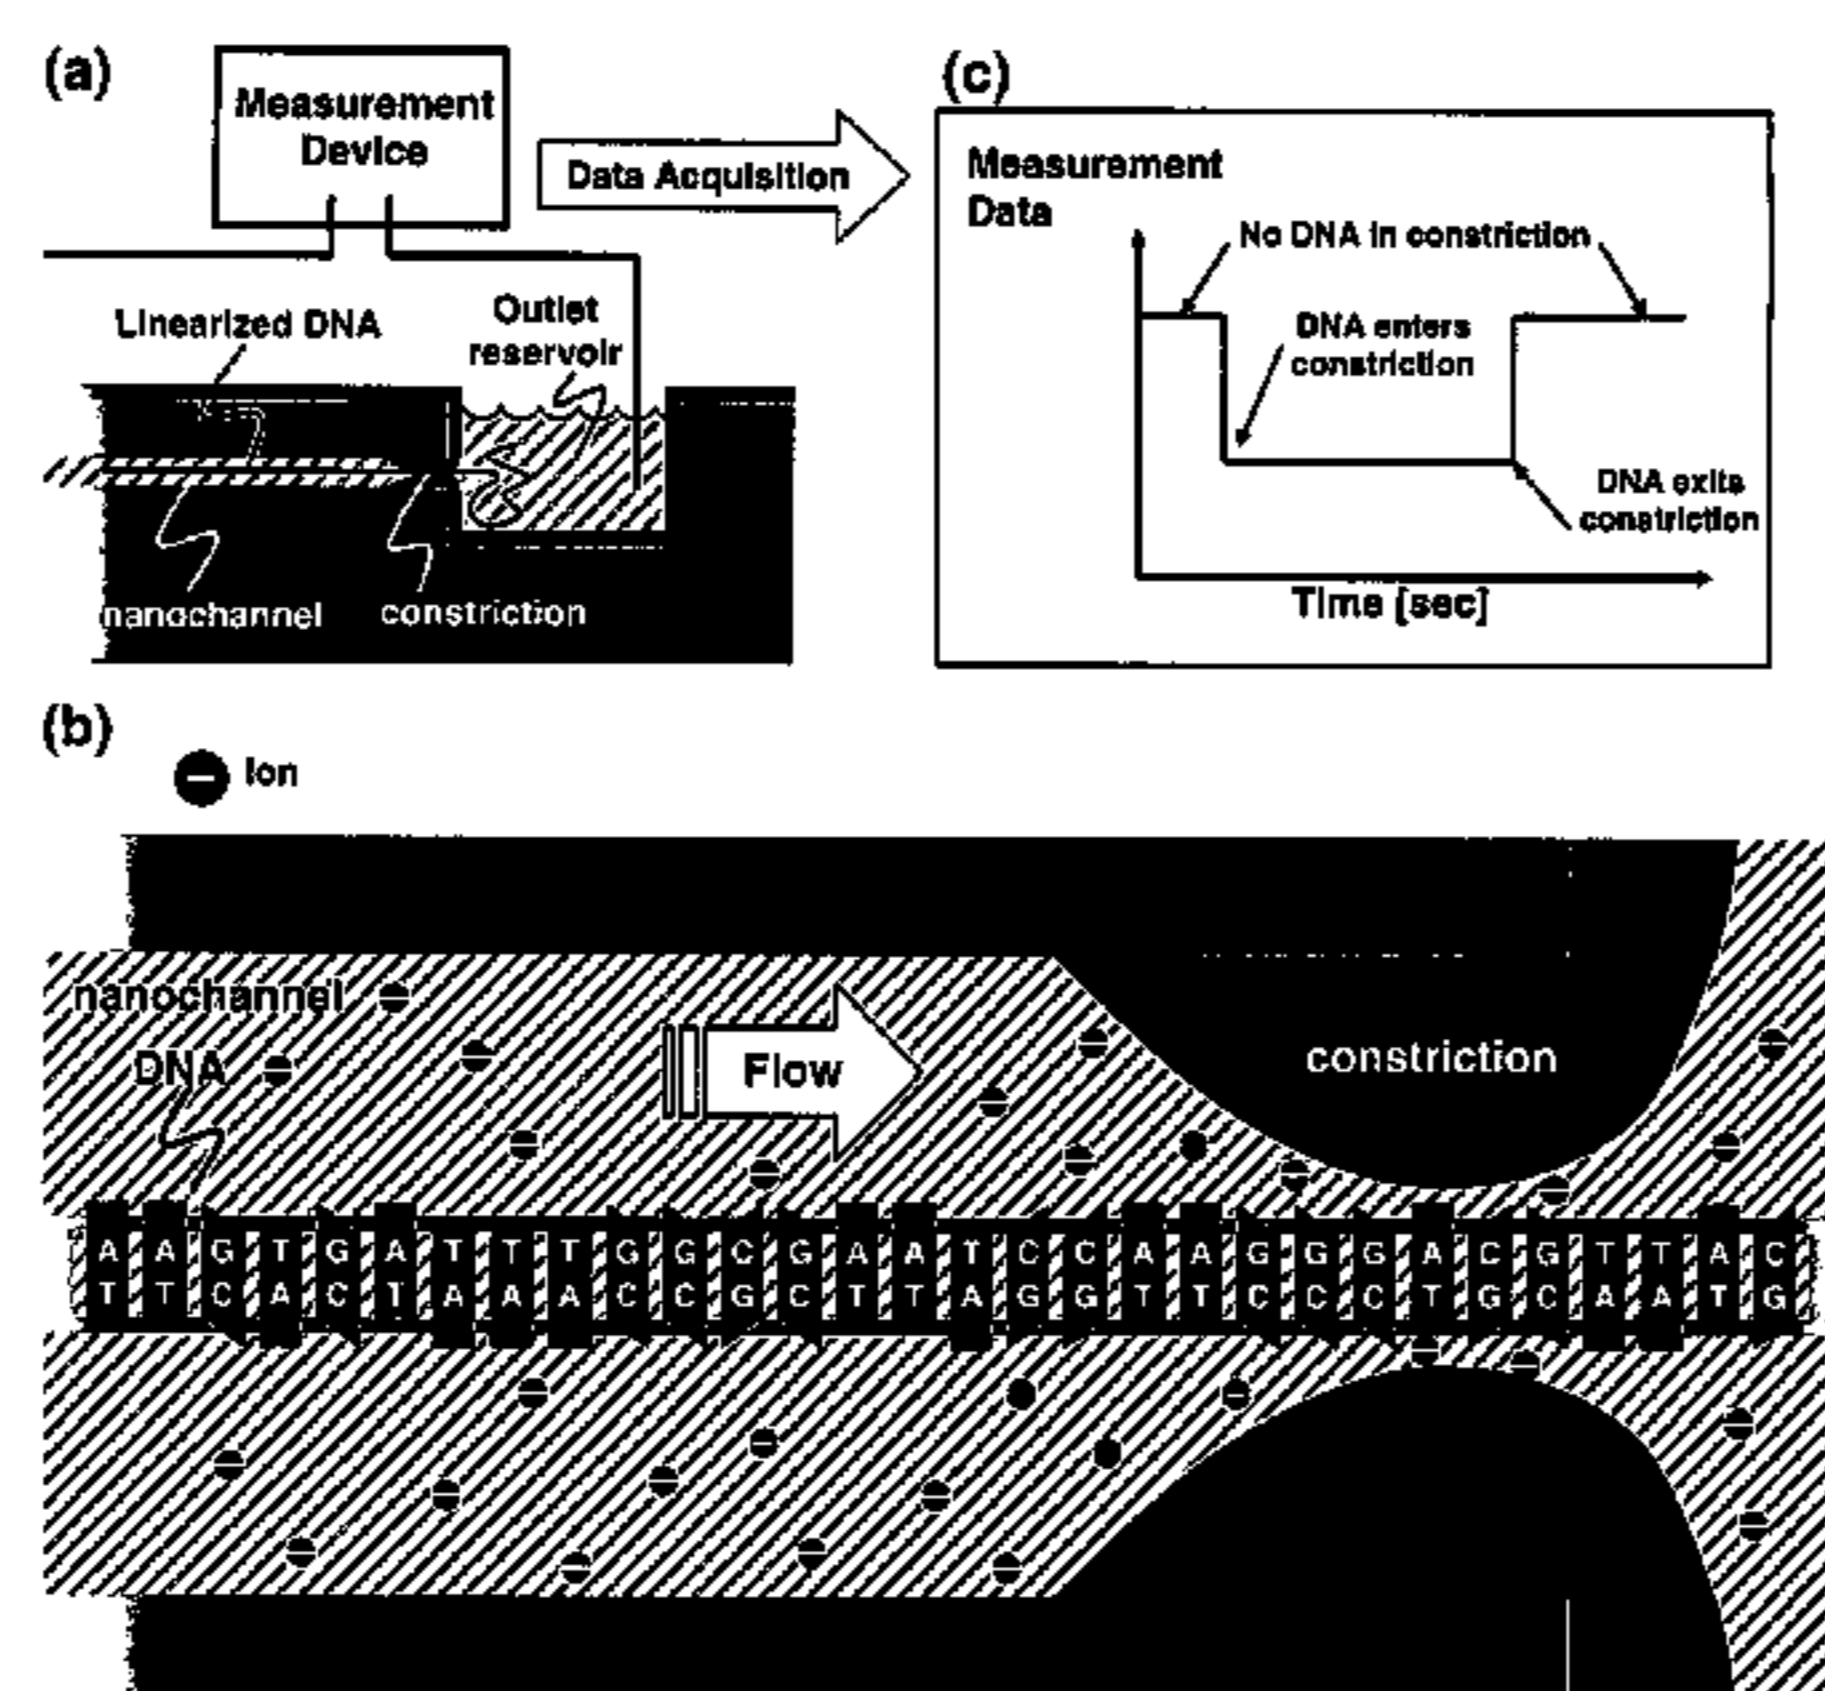 (a)
Measurement
Device
Data Acquisition
Linearized DNA
Outlet
reservoir
nanochannel
constriction
(c)
Measurement
Data
No DNA in constriction
DNA enters
constriction
DNA exits
constriction
Time [sec]
(b)
Ion
nanochannel
DNA
Flow
constriction
A A G T G A T T T G G C G A A T C C A A G G G A C G T T A C
T T C A C T A A A C C G C T T A G G T T C C C T G C A A T G